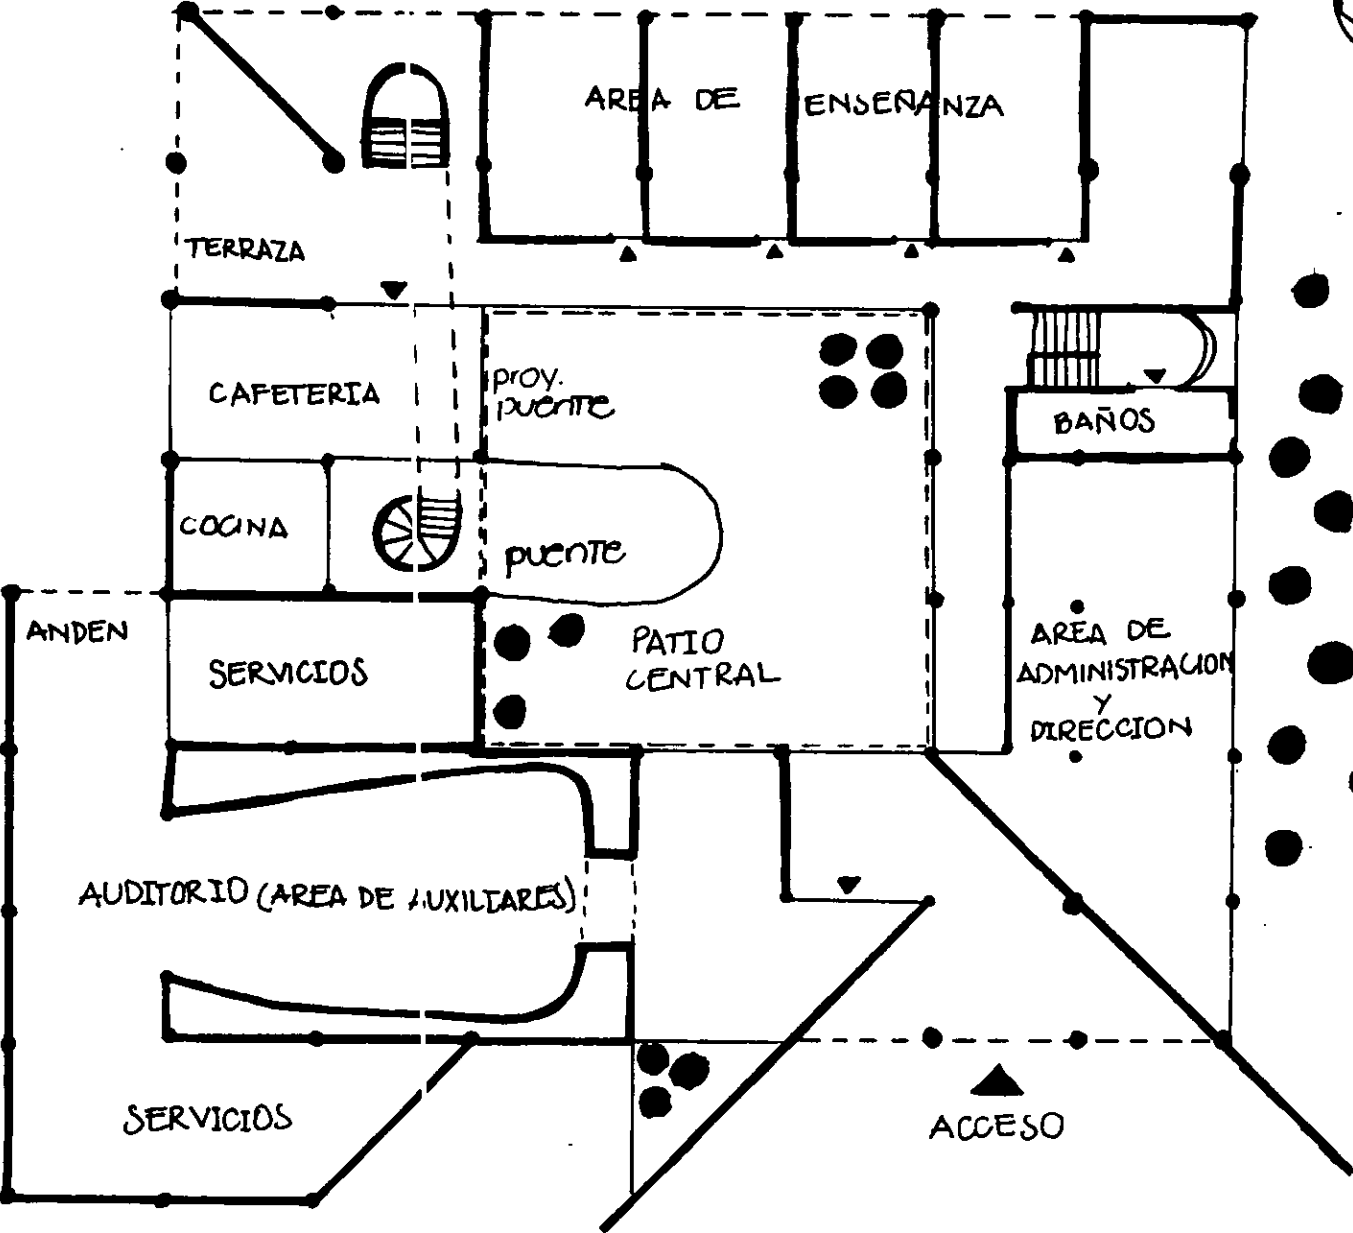 AREA DE ENSEÑANZA
TERRAZA
CAFETERIA
proy.
puente
BAÑOS
COCINA
puente
ANDEN
SERVICIOS
PATIO
CENTRAL
AREA DE
ADMINISTRACION
Y
DIRECCION
AUDITORIO (AREA DE AUXILIARES)
SERVICIOS
ACCESO